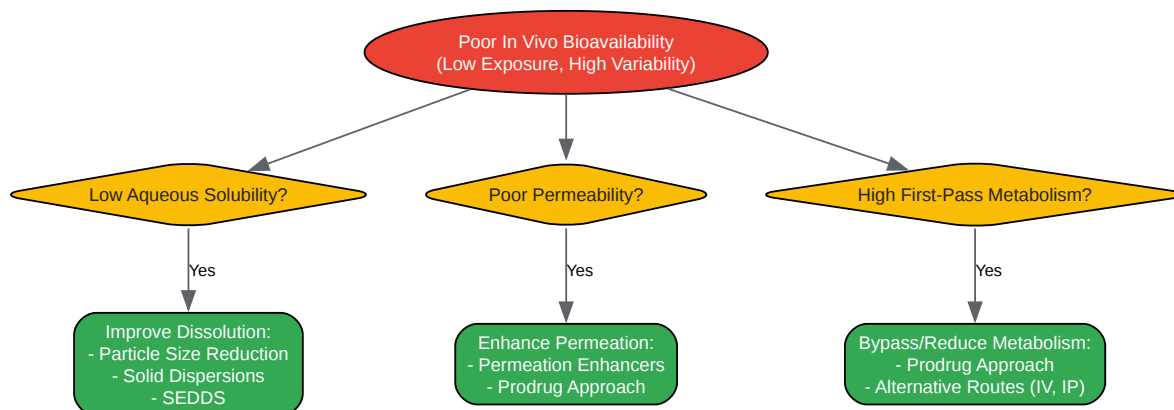 Poor In Vivo Bioavailability
(Low Exposure, High Variability)
Low Aqueous Solubility?
Poor Permeability?
High First-Pass Metabolism?
Yes
Yes
Yes
Improve Dissolution:
- Particle Size Reduction
- Solid Dispersions
- SEDDS
Enhance Permeation:
- Permeation Enhancers
- Prodrug Approach
Bypass/Reduce Metabolism:
- Prodrug Approach
- Alternative Routes (IV, IP)